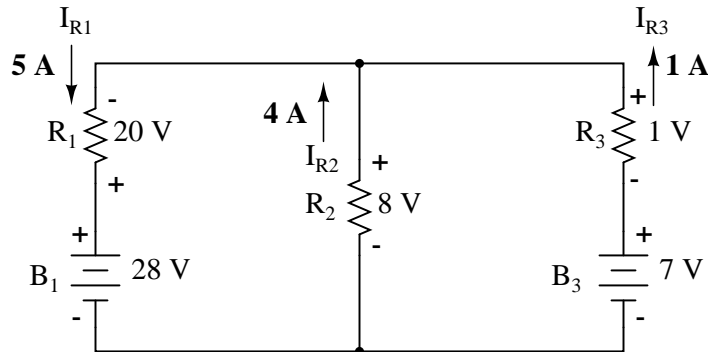 I_R1
I_R3
5 A
1 A
-
+
4 A
R_1
20 V
R_3
1 V
I_R2
+
+
-
R_2
8 V
+
+
-
B_1
28 V
B_3
7 V
-
-